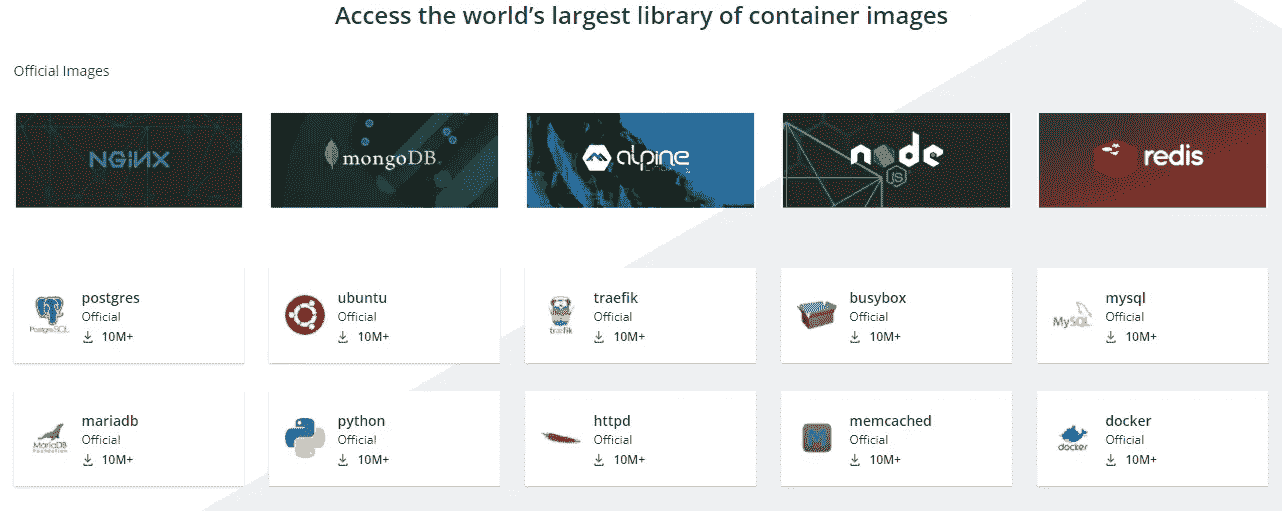 Access the world’s largest library of container images
Official Images
NGINX
mongoDB
alpine
node
JS
redis
postgres
Official
10M+
PostgreSQL
ubuntu
Official
10M+
traefik
Official
10M+
træfik
busybox
Official
10M+
mysql
Official
10M+
MySQL
mariadb
Official
10M+
MariaDB
python
Official
10M+
httpd
Official
10M+
memcached
Official
10M+
docker
Official
10M+
docker